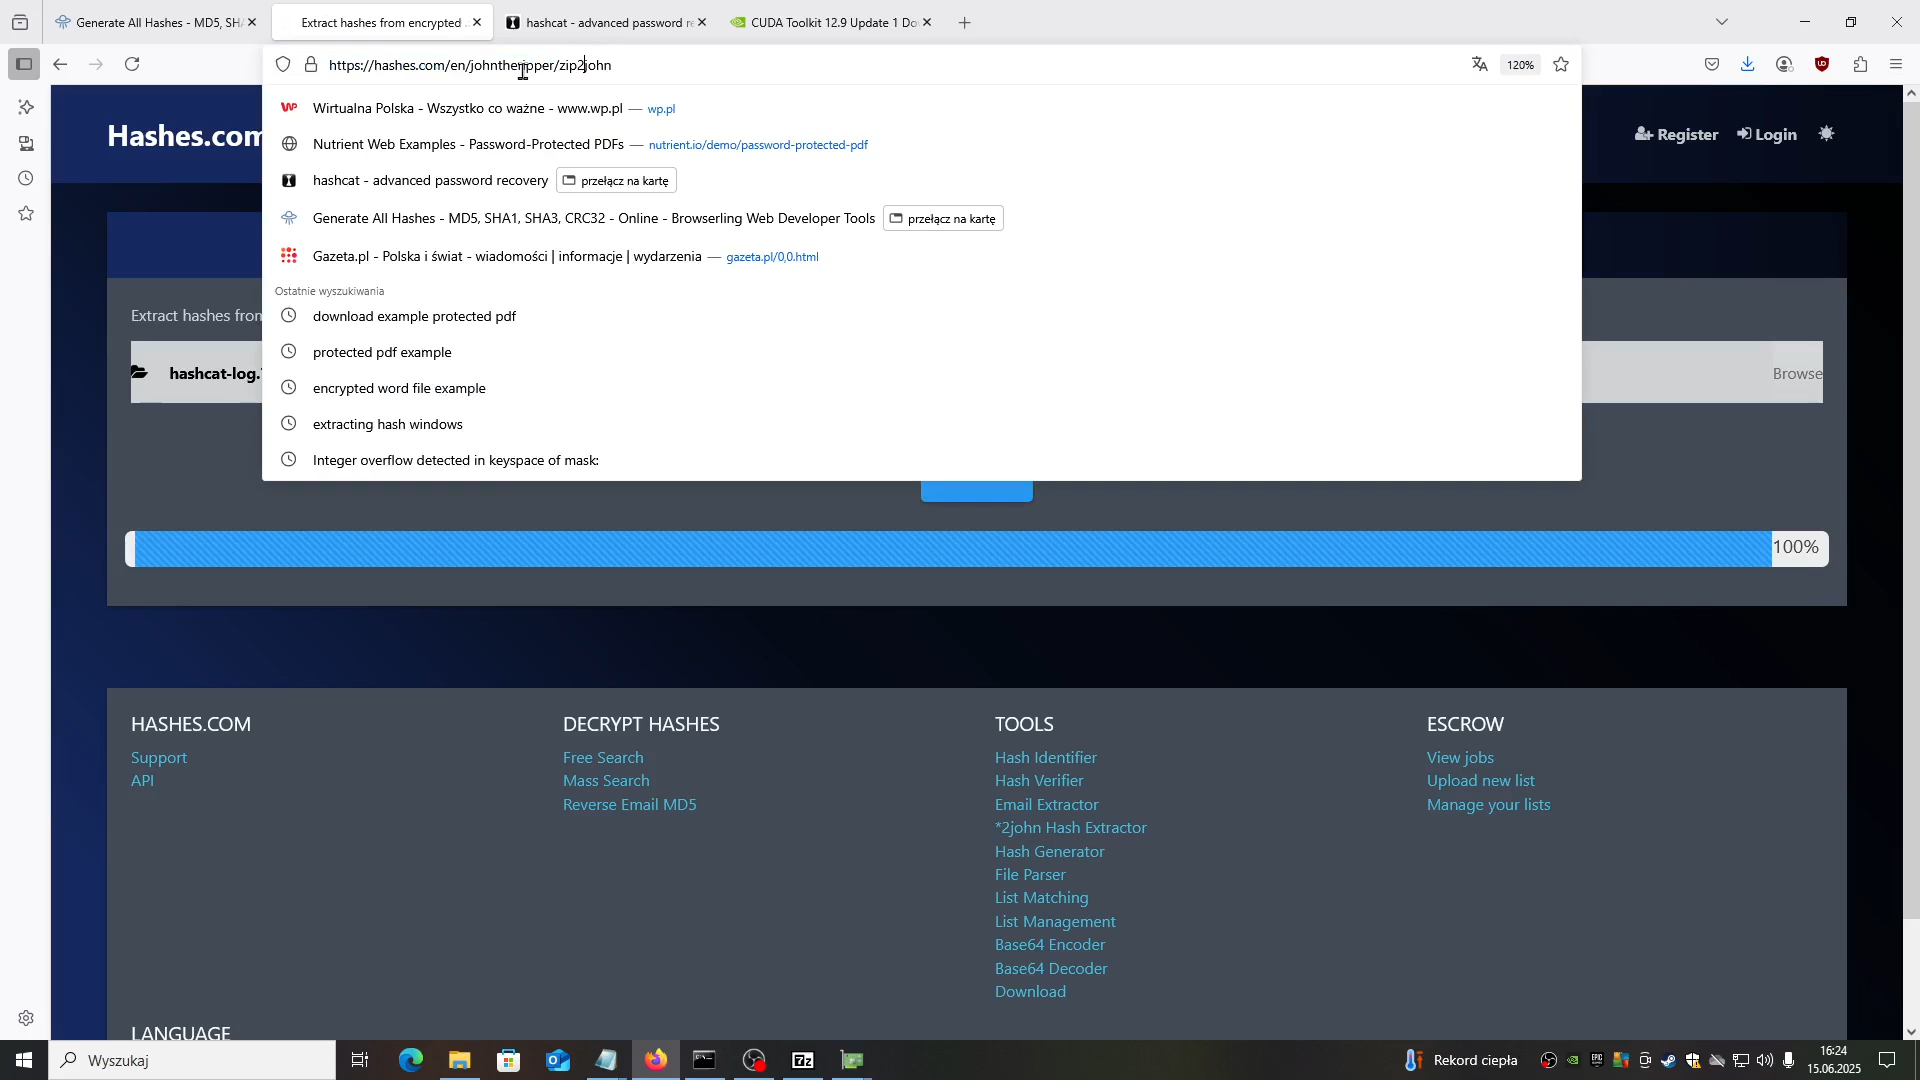 Generate All Hashes - MD5, SHA
Extract hashes from encrypted
hashcat - advanced password re
CUDA Toolkit 12.9 Update 1 Do
https://hashes.com/en/johntheripper/zip2john
120%
Wirtualna Polska - Wszystko co ważne - www.wp.pl — wp.pl
Nutrient Web Examples - Password-Protected PDFs — nutrient.io/demo/password-protected-pdf
hashcat - advanced password recovery przełącz na kartę
Generate All Hashes - MD5, SHA1, SHA3, CRC32 - Online - Browserling Web Developer Tools przełącz na kartę
Gazeta.pl - Polska i świat - wiadomości | informacje | wydarzenia — gazeta.pl/0,0.html
Ostatnie wyszukiwania
download example protected pdf
protected pdf example
encrypted word file example
extracting hash windows
Integer overflow detected in keyspace of mask:
Hashes.com
Register
Login
Extract hashes from
hashcat-log.
Browse
100%
HASHES.COM
Support
API
DECRYPT HASHES
Free Search
Mass Search
Reverse Email MD5
TOOLS
Hash Identifier
Hash Verifier
Email Extractor
*2john Hash Extractor
Hash Generator
File Parser
List Matching
List Management
Base64 Encoder
Base64 Decoder
Download
ESCROW
View jobs
Upload new list
Manage your lists
LANGUAGE
Wyszukaj
7z
Rekord ciepła
16:24
15.06.2025